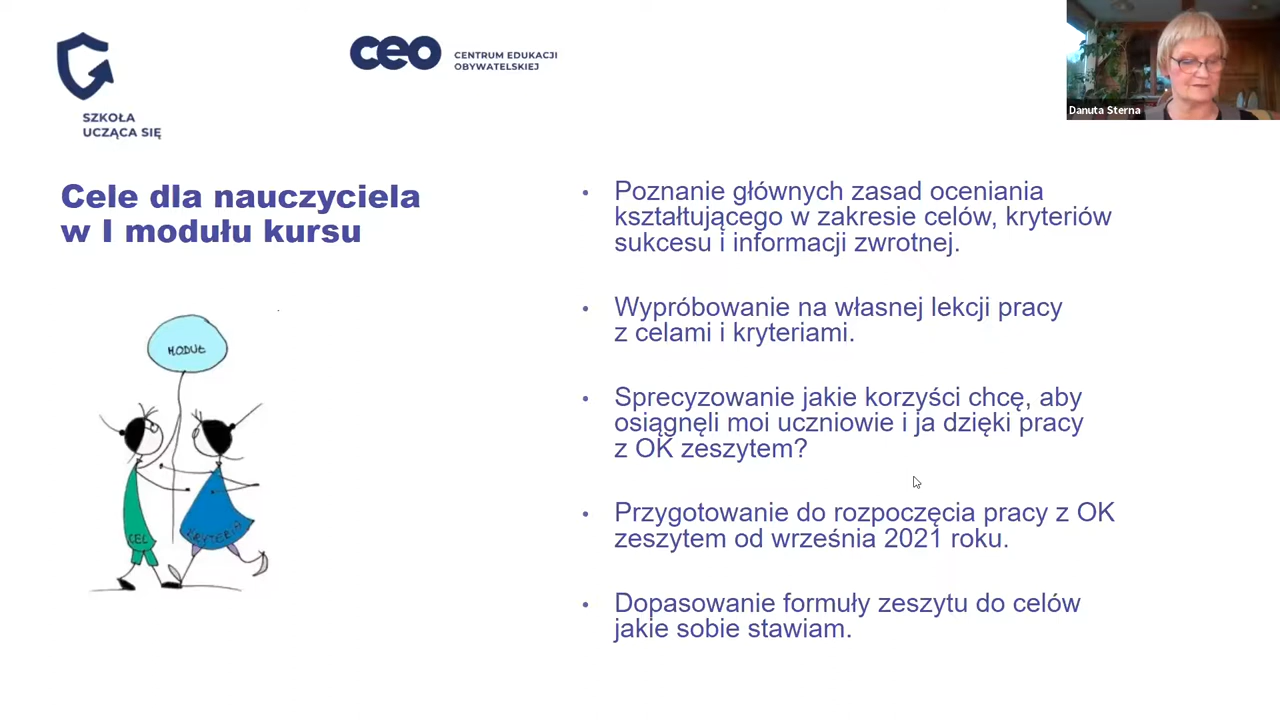 SZKOŁA
UCZĄCA SIĘ
ceo
CENTRUM EDUKACJI
OBYWATELSKIEJ
Danuta Sterna
Cele dla nauczyciela
w I modułu kursu
MODUŁ
CEL
KRYTERIA
• Poznanie głównych zasad oceniania
kształtującego w zakresie celów, kryteriów
sukcesu i informacji zwrotnej.
• Wypróbowanie na własnej lekcji pracy
z celami i kryteriami.
• Sprecyzowanie jakie korzyści chcę, aby
osiągnęli moi uczniowie i ja dzięki pracy
z OK zeszytem?
• Przygotowanie do rozpoczęcia pracy z OK
zeszytem od września 2021 roku.
• Dopasowanie formuły zeszytu do celów
jakie sobie stawiam.